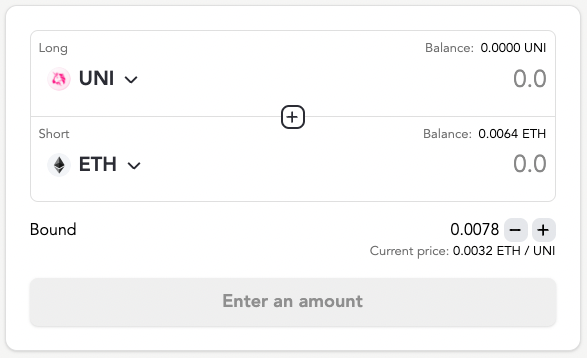 Long
Balance: 0.0000 UNI
UNI
0.0
Short
Balance: 0.0064 ETH
ETH
0.0
Bound
0.0078
Current price: 0.0032 ETH / UNI
Enter an amount